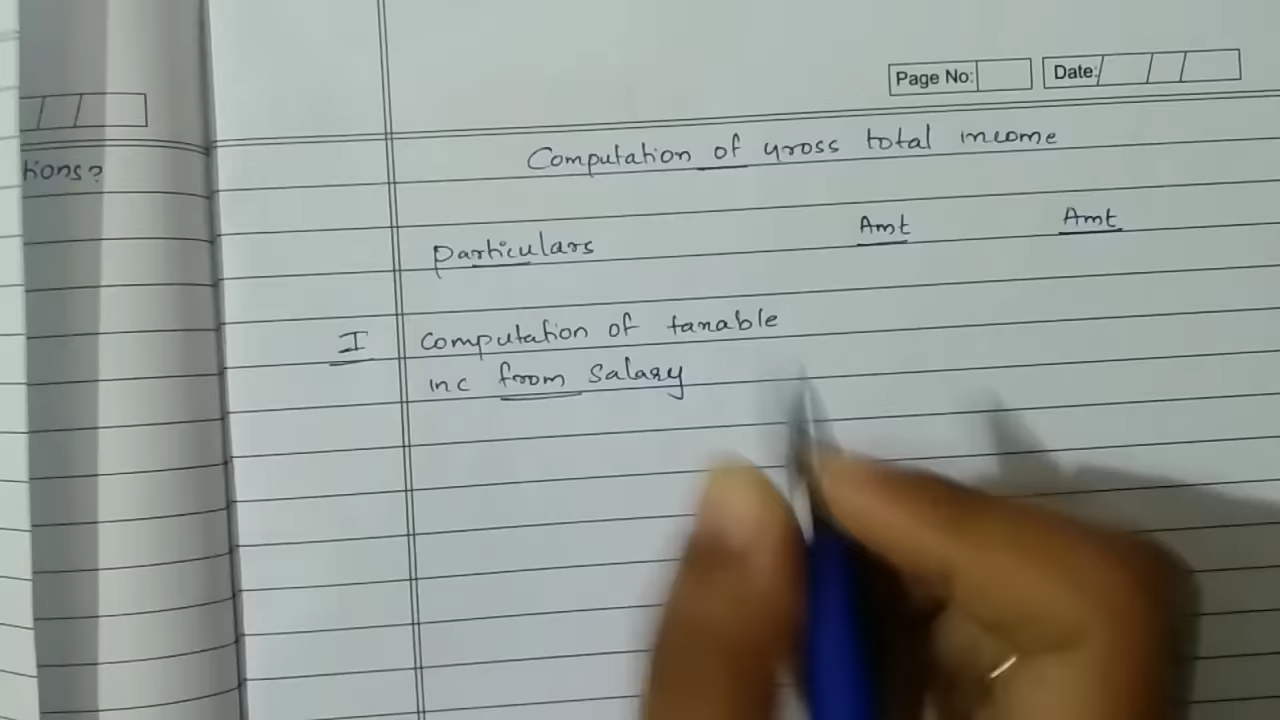 Page No:
Date:
tions?
Computation of gross total income
Particulars Amt Amt
I Computation of taxable
inc from Salary